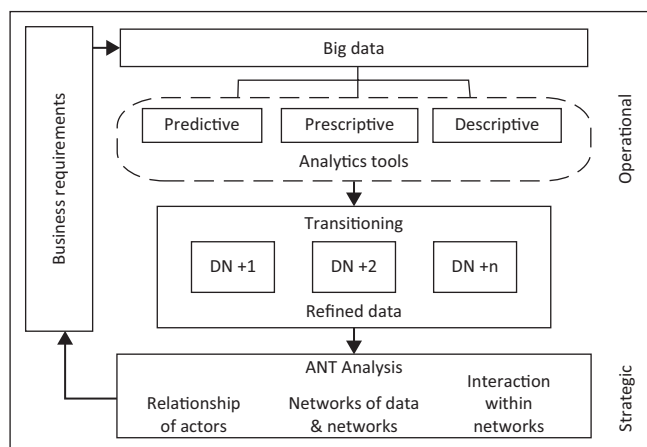 Business requirements
Big data
Predictive
Prescriptive
Descriptive
Analytics tools
Operational
Transitioning
DN +1
DN +2
DN +n
Refined data
ANT Analysis
Relationship
of actors
Networks of data
& networks
Interaction
within
networks
Strategic